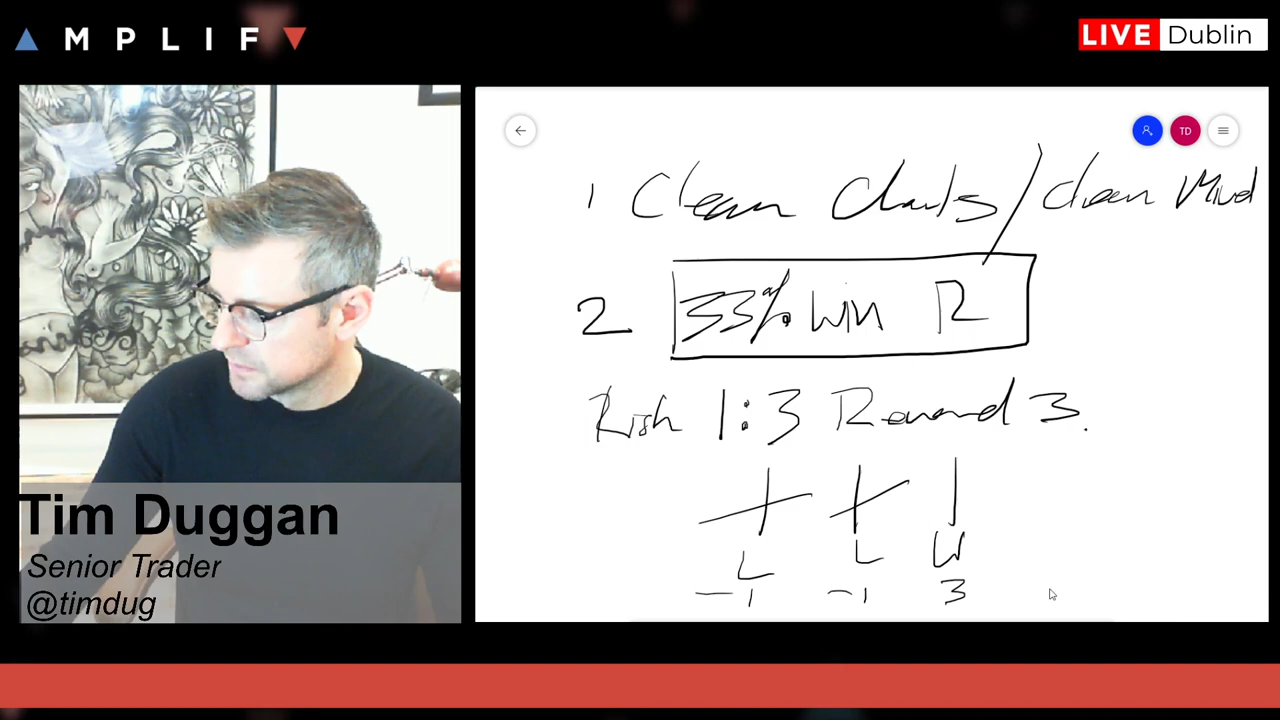 AMPLIFY
LIVE Dublin
TD
1 Clean Charts / Clean Mind
2 33% Win R
Risk 1:3 Reward 3.
L L W
-1 -1 3
Tim Duggan
Senior Trader
@timdug